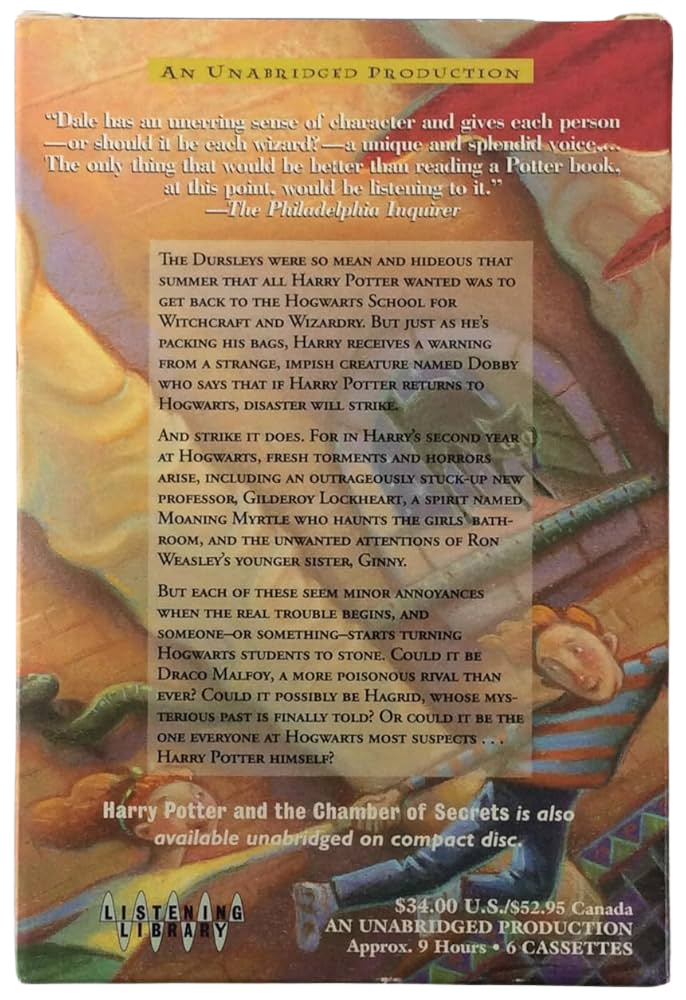 AN UNABRIDGED PRODUCTION
“Dale has an unerring sense of character and gives each person
—or should it be each wizard?—a unique and splendid voice....
The only thing that would be better than reading a Potter book,
at this point, would be listening to it.”
—The Philadelphia Inquirer
THE DURSLEYS WERE SO MEAN AND HIDEOUS THAT
SUMMER THAT ALL HARRY POTTER WANTED WAS TO
GET BACK TO THE HOGWARTS SCHOOL FOR
WITCHCRAFT AND WIZARDRY. BUT JUST AS HE’S
PACKING HIS BAGS, HARRY RECEIVES A WARNING
FROM A STRANGE, IMPISH CREATURE NAMED DOBBY
WHO SAYS THAT IF HARRY POTTER RETURNS TO
HOGWARTS, DISASTER WILL STRIKE.
AND STRIKE IT DOES. FOR IN HARRY’S SECOND YEAR
AT HOGWARTS, FRESH TORMENTS AND HORRORS
ARISE, INCLUDING AN OUTRAGEOUSLY STUCK-UP NEW
PROFESSOR, GILDEROY LOCKHEART, A SPIRIT NAMED
MOANING MYRTLE WHO HAUNTS THE GIRLS’ BATH-
ROOM, AND THE UNWANTED ATTENTIONS OF RON
WEASLEY’S YOUNGER SISTER, GINNY.
BUT EACH OF THESE SEEM MINOR ANNOYANCES
WHEN THE REAL TROUBLE BEGINS, AND
SOMEONE–OR SOMETHING–STARTS TURNING
HOGWARTS STUDENTS TO STONE. COULD IT BE
DRACO MALFOY, A MORE POISONOUS RIVAL THAN
EVER? COULD IT POSSIBLY BE HAGRID, WHOSE MYS-
TERIOUS PAST IS FINALLY TOLD? OR COULD IT BE THE
ONE EVERYONE AT HOGWARTS MOST SUSPECTS . . .
HARRY POTTER HIMSELF?
Harry Potter and the Chamber of Secrets is also
available unabridged on compact disc.
LISTENING
LIBRARY
$34.00 U.S./$52.95 Canada
AN UNABRIDGED PRODUCTION
Approx. 9 Hours • 6 CASSETTES